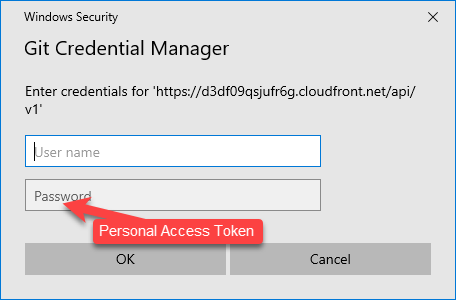 Windows Security
Git Credential Manager
Enter credentials for 'https://d3df09qsjufr6g.cloudfront.net/api/
v1'
User name
Password
Personal Access Token
OK
Cancel